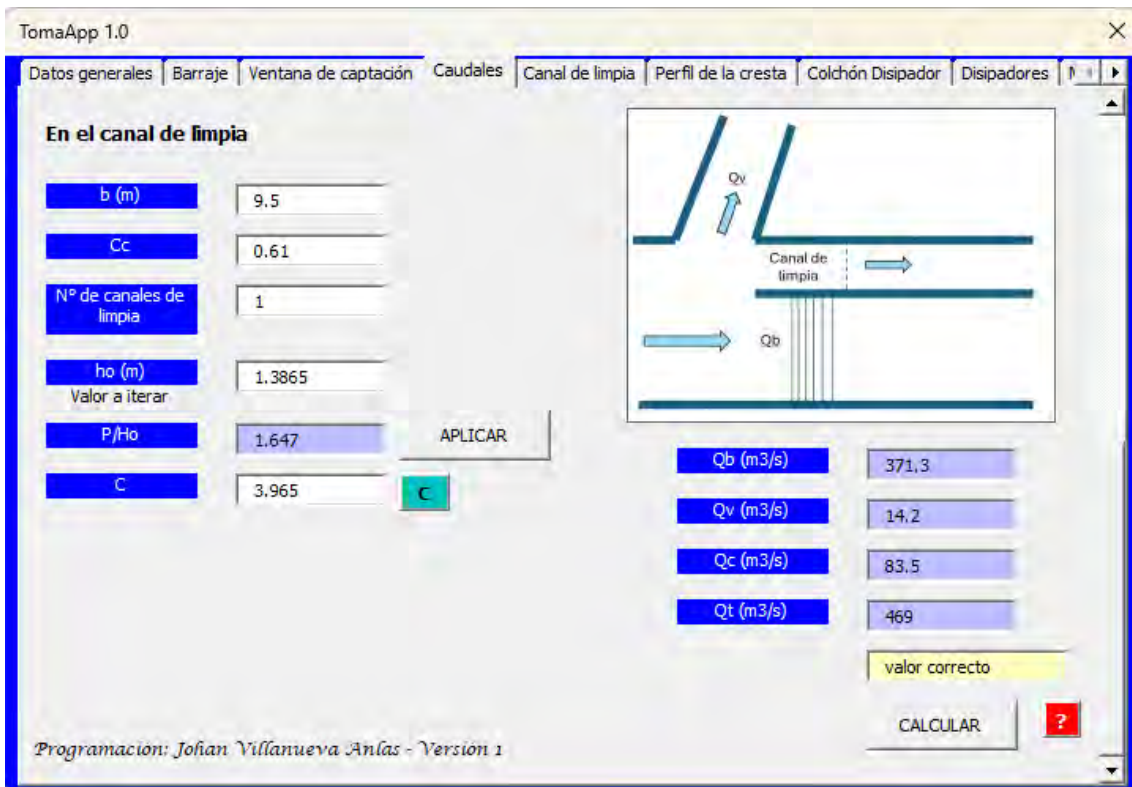 TomaApp 1.0
Datos generales Barraje Ventana de captación Caudales Canal de limpia Perfil de la cresta Colchón Disipador Disipadores
En el canal de limpia
b (m) 9.5
Cc 0.61
Nº de canales de
limpia
1
ho (m) 1.3865
Valor a iterar
P/Ho 1.647 APLICAR
C 3.965 C
Qv
Canal de
limpia
Qb
Qb (m3/s) 371.3
Qv (m3/s) 14.2
Qc (m3/s) 83.5
Qt (m3/s) 469
valor correcto
CALCULAR ?
Programación: Johan Villanueva Anlas - Versión 1